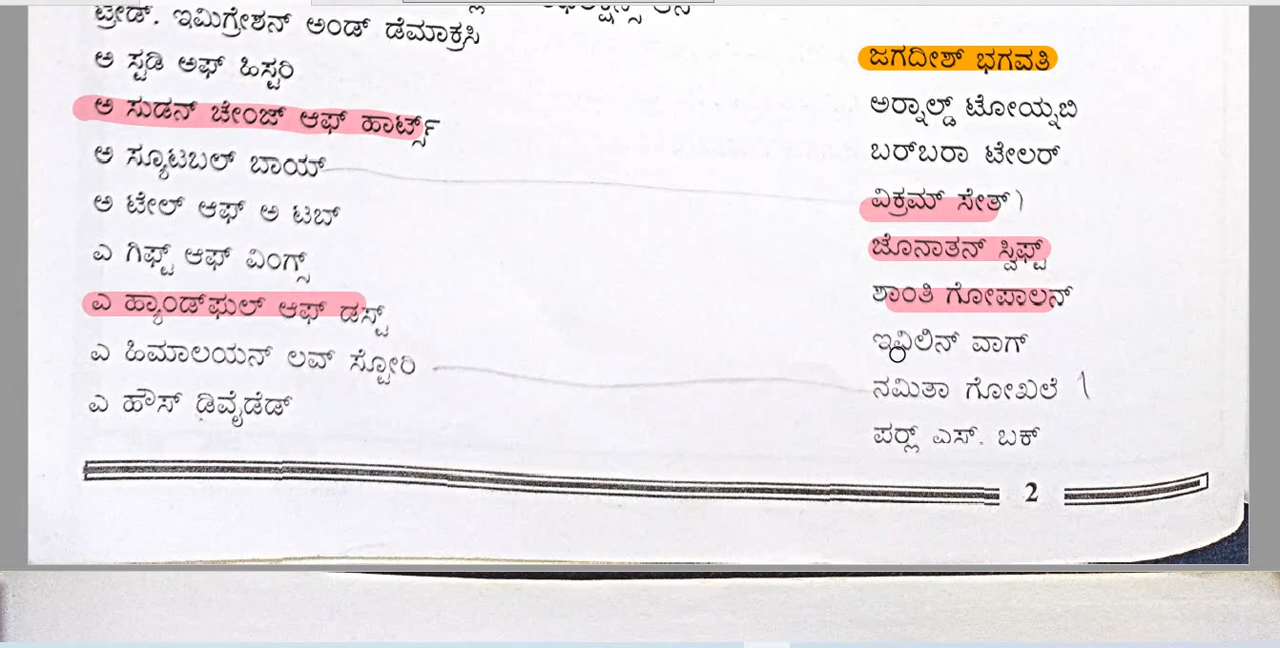 ಟ್ರೇಡ್. ಇಮಿಗ್ರೇಶನ್ ಅಂಡ್ ಡೆಮಾಕ್ರಸಿ
ಜಗದೀಶ್ ಭಗವತಿ
ಅ ಸ್ಟಡಿ ಅಫ್ ಹಿಸ್ಟರಿ
ಅರ‍್ನಾಲ್ಡ್ ಟೋಯ್ನಬಿ
ಅ ಸುಡನ್ ಚೇಂಜ್ ಆಫ್ ಹಾರ್ಟ್ಸ್
ಬರ್‌ಬರಾ ಟೇಲರ್
ಅ ಸ್ಯೂಟಬಲ್ ಬಾಯ್
ವಿಕ್ರಮ್ ಸೇತ್
ಅ ಟೇಲ್ ಆಫ್ ಅ ಟಬ್
ಜೊನಾತನ್ ಸ್ವಿಫ್ಟ್
ಎ ಗಿಫ್ಟ್ ಆಫ್ ವಿಂಗ್ಸ್
ಶಾಂತಿ ಗೋಪಾಲನ್
ಎ ಹ್ಯಾಂಡ್‌ಫುಲ್ ಆಫ್ ಡಸ್ಟ್
ಇವಿಲಿನ್ ವಾಗ್
ಎ ಹಿಮಾಲಯನ್ ಲವ್ ಸ್ಟೋರಿ
ನಮಿತಾ ಗೋಖಲೆ
ಎ ಹೌಸ್ ಡಿವೈಡೆಡ್
ಪರ‍್ಲ್ ಎಸ್. ಬಕ್
2